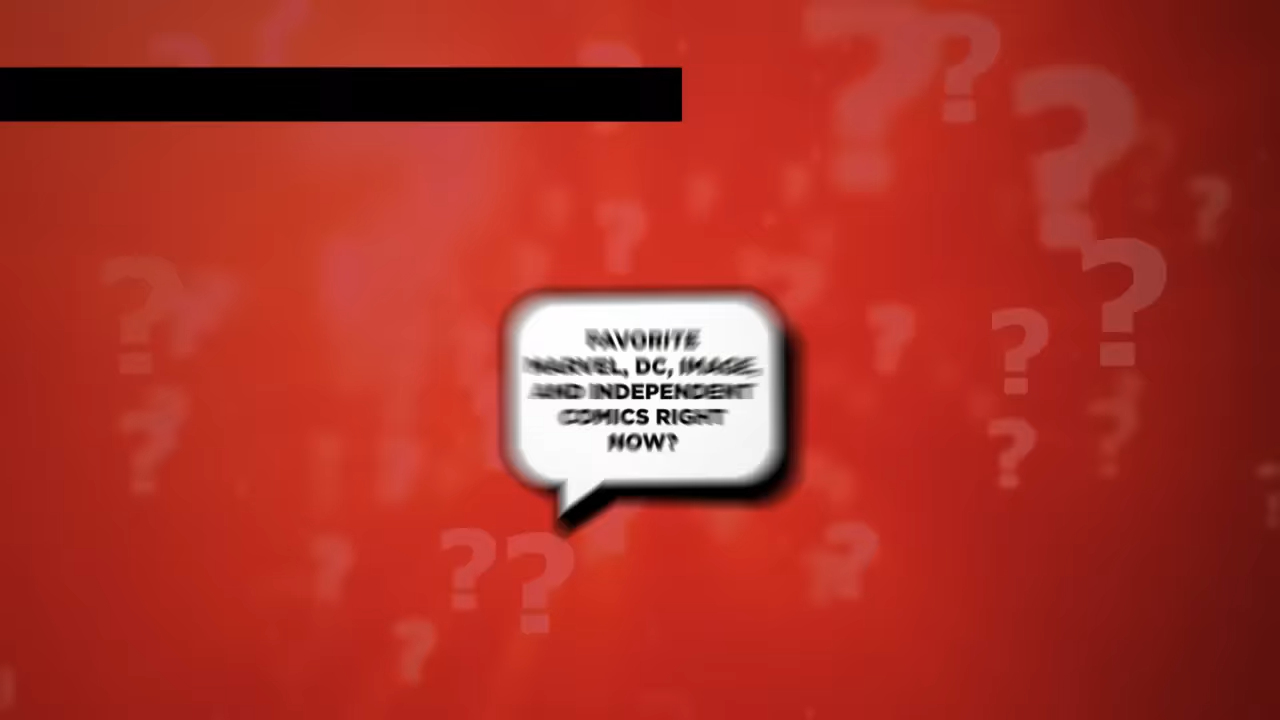 FAVORITE
MARVEL, DC, IMAGE,
AND INDEPENDENT
COMICS RIGHT
NOW?